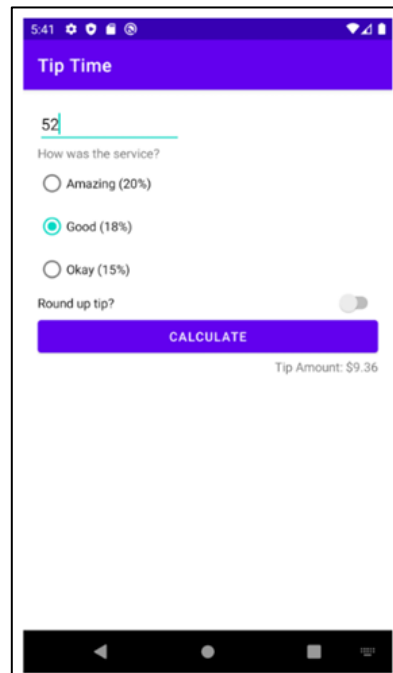 5:41
Tip Time
52
How was the service?
Amazing (20%)
Good (18%)
Okay (15%)
Round up tip?
CALCULATE
Tip Amount: $9.36